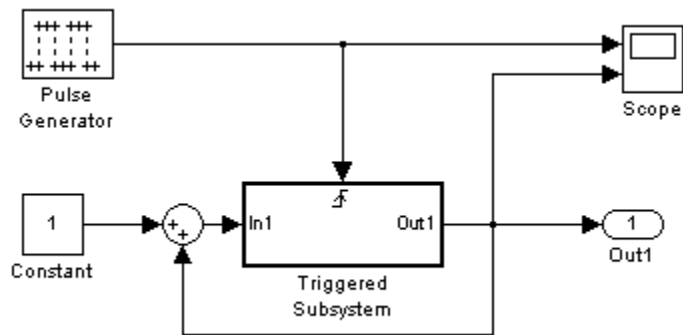 Pulse
Generator
Scope
1
Constant
In1
Out1
Triggered
Subsystem
1
Out1